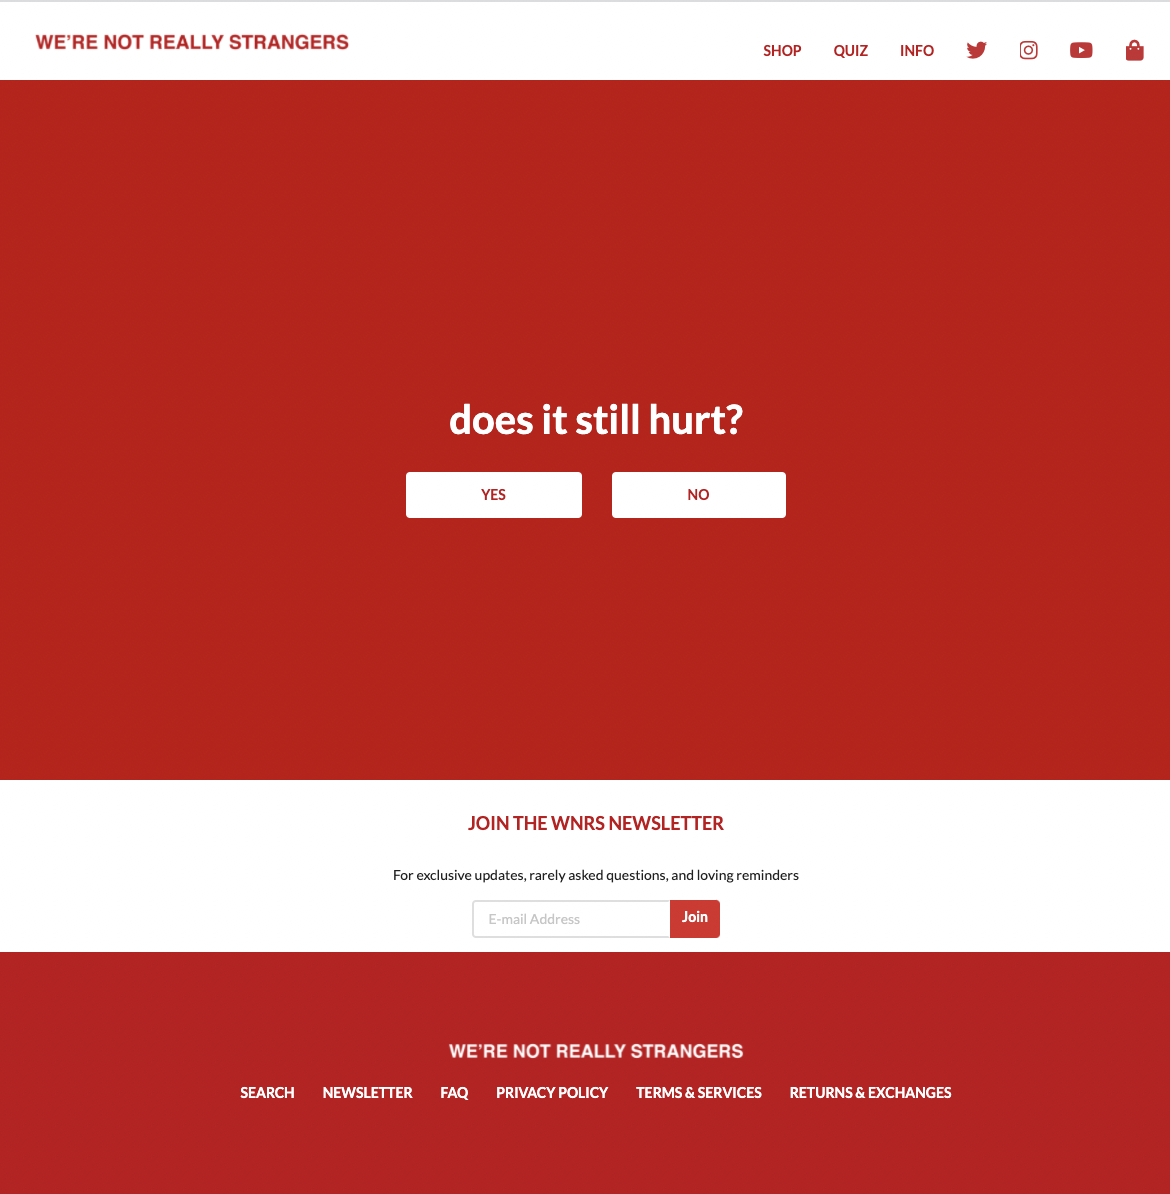 WE'RE NOT REALLY STRANGERS
SHOP QUIZ INFO
does it still hurt?
YES NO
JOIN THE WNRS NEWSLETTER
For exclusive updates, rarely asked questions, and loving reminders
E-mail Address Join
WE'RE NOT REALLY STRANGERS
SEARCH NEWSLETTER FAQ PRIVACY POLICY TERMS & SERVICES RETURNS & EXCHANGES